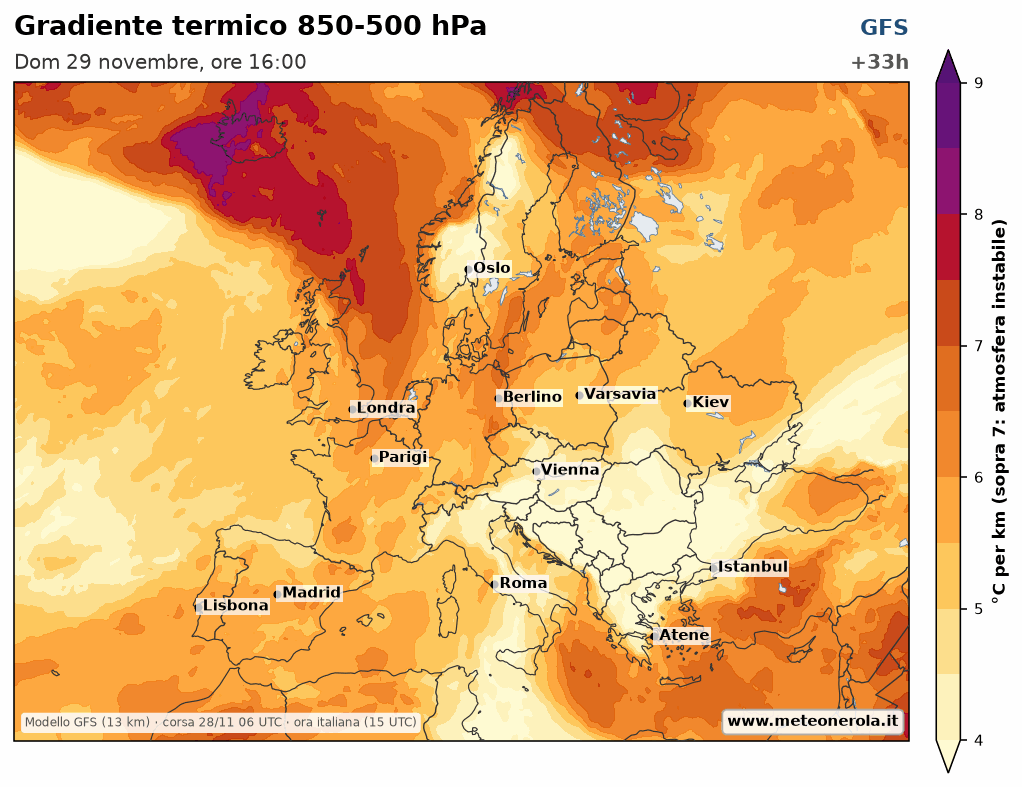 Gradiente termico 850-500 hPa
GFS
Dom 29 novembre, ore 16:00
+33h
9
8
7
6
5
4
°C per km (sopra 7: atmosfera instabile)
Oslo
Londra
Berlino
Varsavia
Kiev
Parigi
Vienna
Istanbul
Roma
Madrid
Lisbona
Atene
Modello GFS (13 km) · corsa 28/11 06 UTC · ora italiana (15 UTC)
www.meteonerola.it